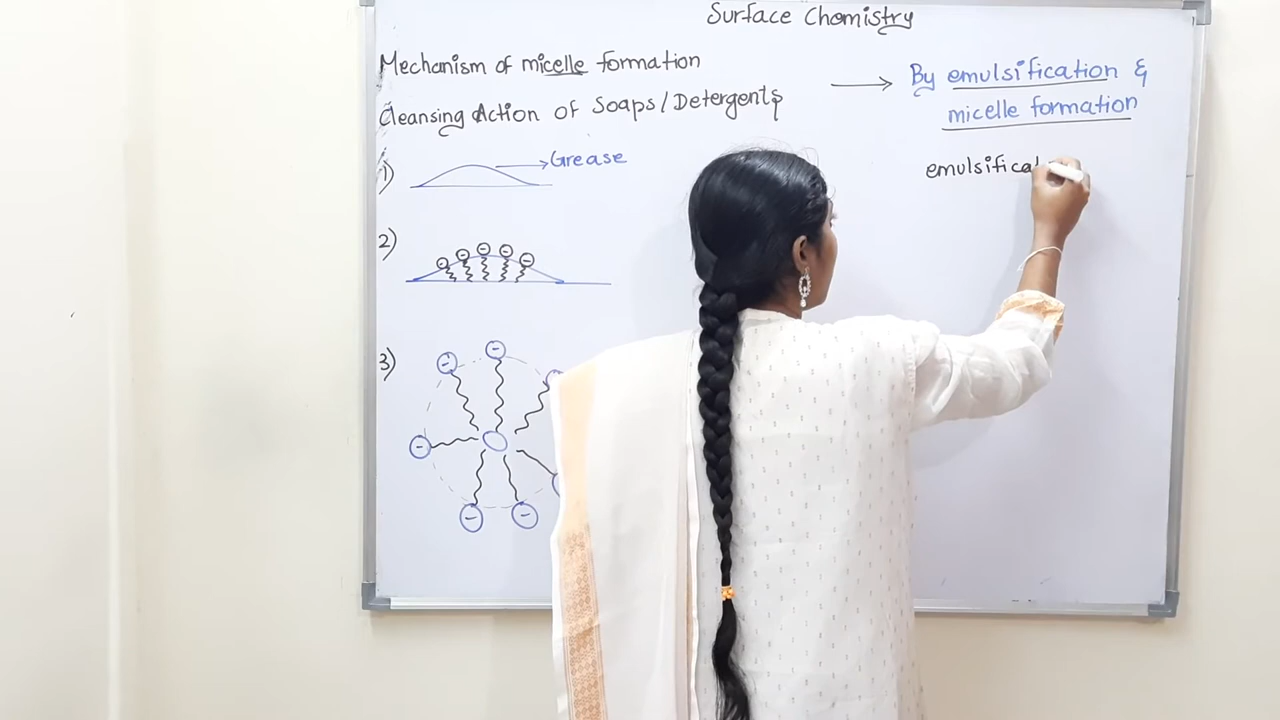 Surface Chemistry
Mechanism of micelle formation
Cleansing Action of Soaps/Detergents
By emulsification &
micelle formation
emulsificat
1)
Grease
2)
3)